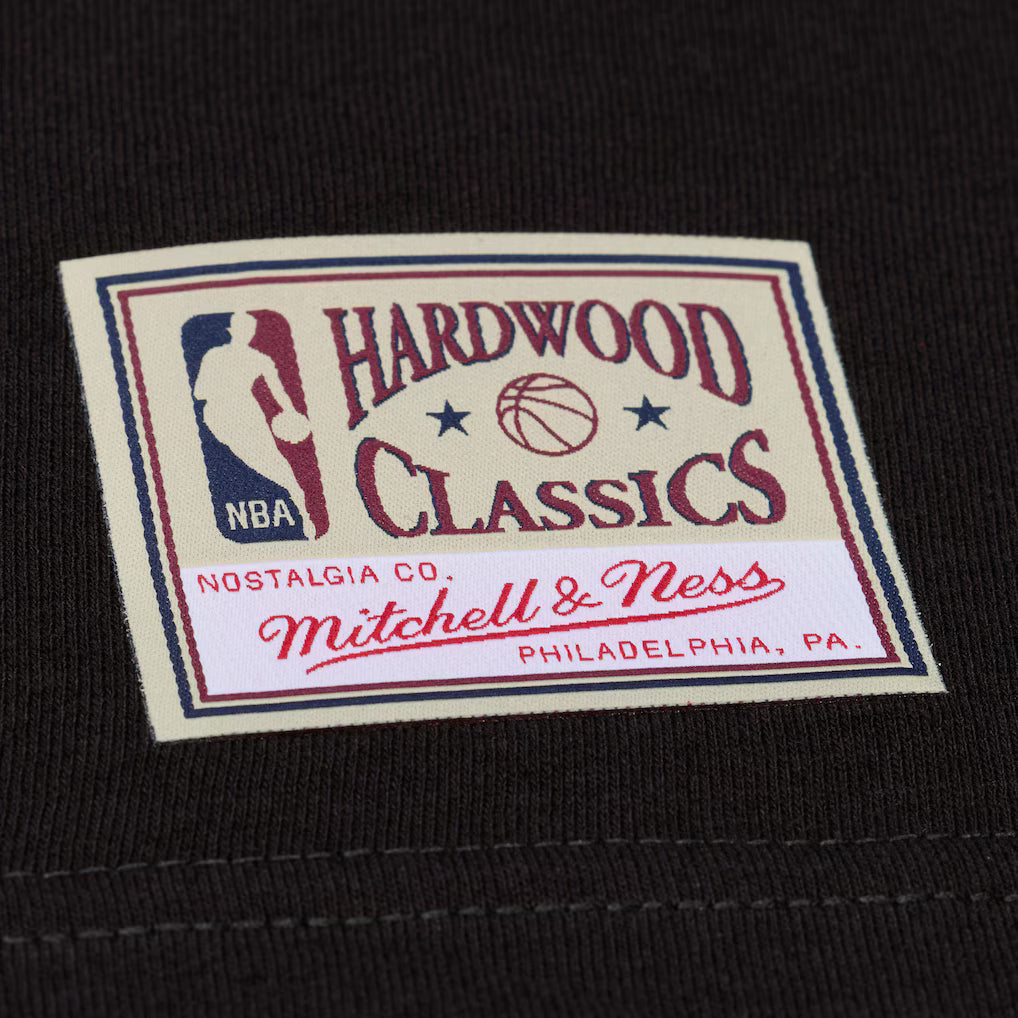 HARDWOOD
CLASSICS
NBA
NOSTALGIA CO.
Mitchell & Ness
PHILADELPHIA, PA.